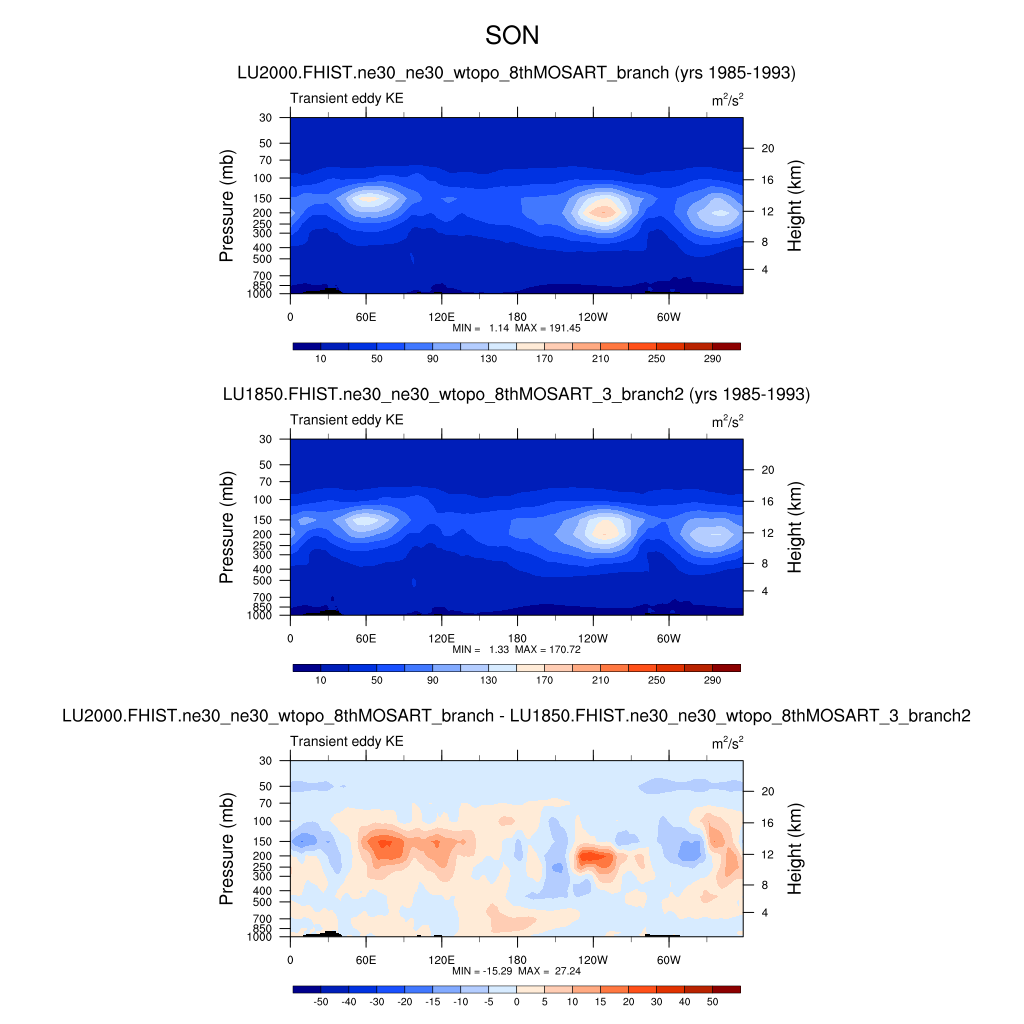 SON
LU2000.FHIST.ne30_ne30_wtopo_8thMOSART_branch (yrs 1985-1993)
Transient eddy KE m²/s²
Pressure (mb)
30
50
70
100
150
200
250
300
400
500
700
850
1000
20
16
12
8
4
Height (km)
0 60E 120E 180 120W 60W
MIN = 1.14 MAX = 191.45
10 50 90 130 170 210 250 290
LU1850.FHIST.ne30_ne30_wtopo_8thMOSART_3_branch2 (yrs 1985-1993)
Transient eddy KE m²/s²
Pressure (mb)
30
50
70
100
150
200
250
300
400
500
700
850
1000
20
16
12
8
4
Height (km)
0 60E 120E 180 120W 60W
MIN = 1.33 MAX = 170.72
10 50 90 130 170 210 250 290
LU2000.FHIST.ne30_ne30_wtopo_8thMOSART_branch - LU1850.FHIST.ne30_ne30_wtopo_8thMOSART_3_branch2
Transient eddy KE m²/s²
Pressure (mb)
30
50
70
100
150
200
250
300
400
500
700
850
1000
20
16
12
8
4
Height (km)
0 60E 120E 180 120W 60W
MIN = -15.29 MAX = 27.24
-50 -40 -30 -20 -15 -10 -5 0 5 10 15 20 30 40 50